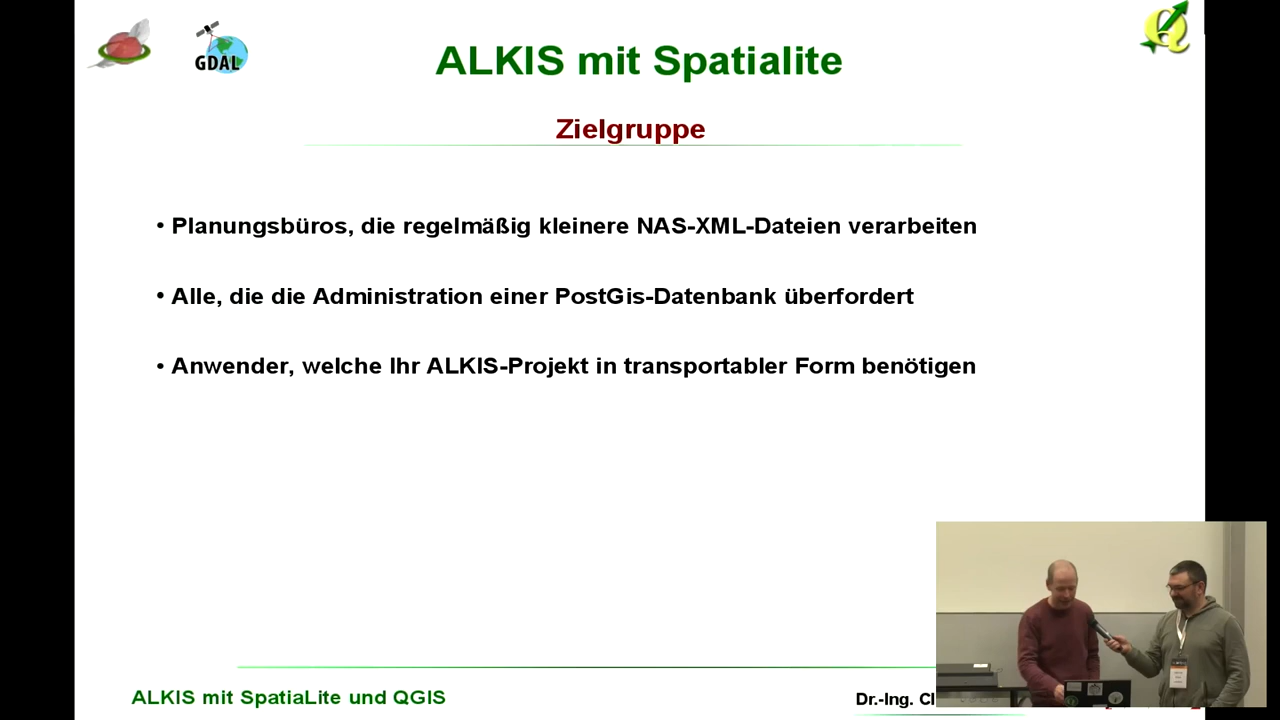 GDAL
ALKIS mit Spatialite
Zielgruppe
• Planungsbüros, die regelmäßig kleinere NAS-XML-Dateien verarbeiten
• Alle, die die Administration einer PostGis-Datenbank überfordert
• Anwender, welche Ihr ALKIS-Projekt in transportabler Form benötigen
ALKIS mit SpatiaLite und QGIS
Dr.-Ing.